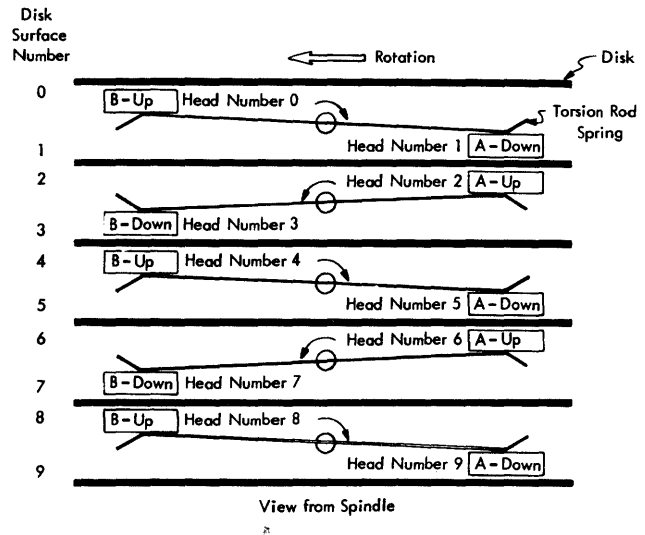 Disk
Surface
Number
Rotation
Disk
0
B-Up Head Number 0
Torsion Rod
Spring
1
Head Number 1 A-Down
2
Head Number 2 A-Up
3
B-Down Head Number 3
4
B-Up Head Number 4
5
Head Number 5 A-Down
6
Head Number 6 A-Up
7
B-Down Head Number 7
8
B-Up Head Number 8
9
Head Number 9 A-Down
View from Spindle